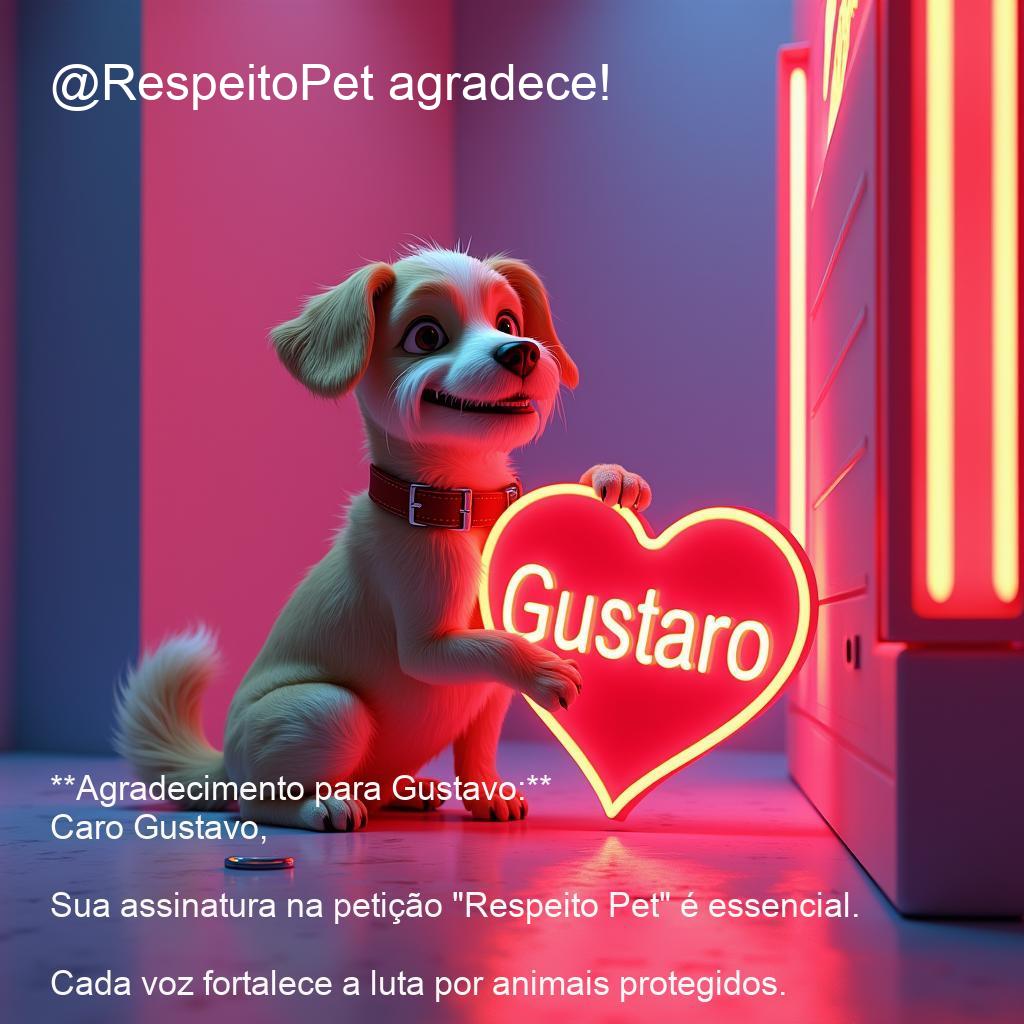 @RespeitoPet agradece!
Gustaro
**Agradecimento para Gustavo:**
Caro Gustavo,
Sua assinatura na petição "Respeito Pet" é essencial.
Cada voz fortalece a luta por animais protegidos.